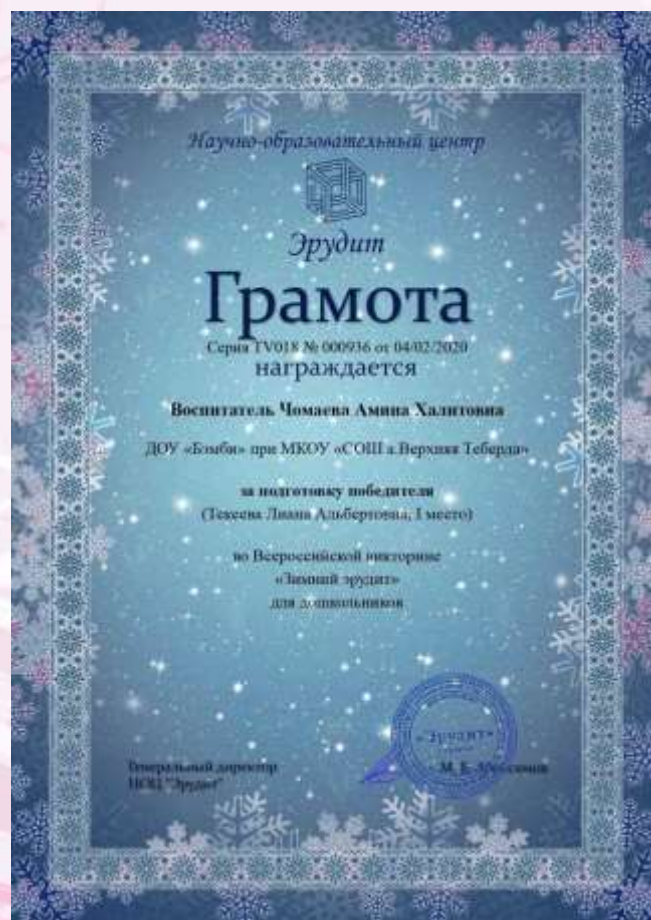 Научно-образовательный центр
Эрудит
Грамота
Серия TV018 № 000936 от 04/02/2020
награждается
Воспитатель Чомаева Амина Халитовна
ДОУ «Бэмби» при МКОУ «СОШ а.Верхняя Теберда»
за подготовку победителя
(Текеева Лиана Альбертовна, I место)
во Всероссийской викторине
«Зимний эрудит»
для дошкольников
«Эрудит»
Генеральный директор
НОЦ "Эрудит"
М. Б.